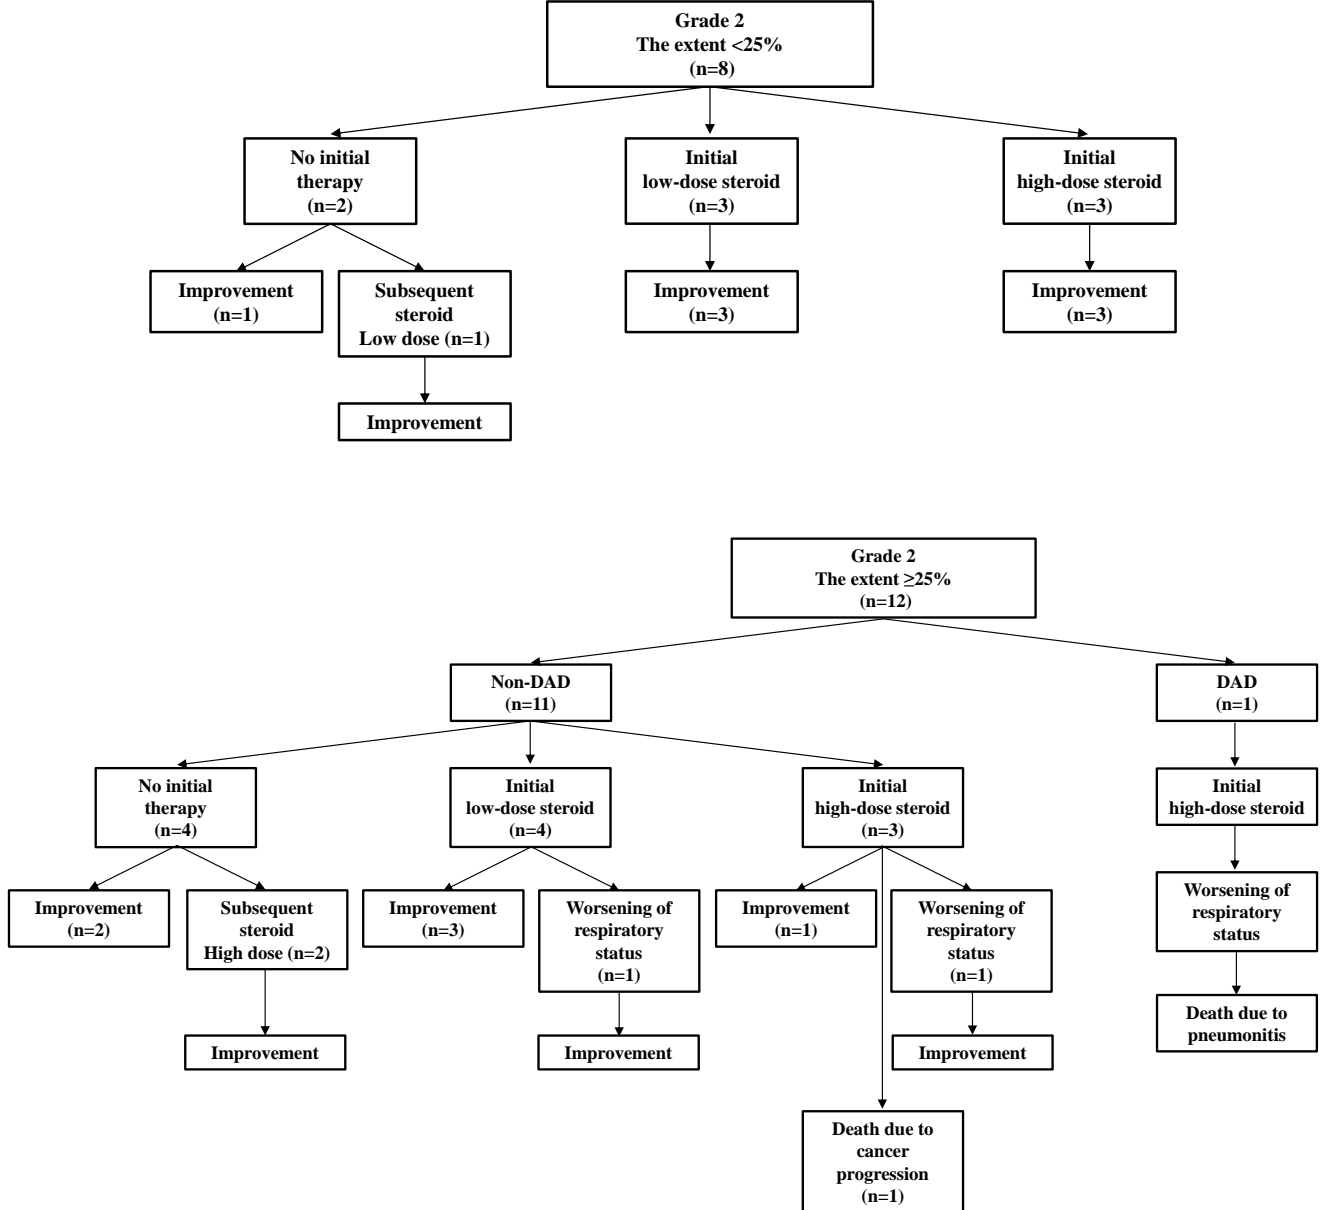 Grade 2
The extent <25%
(n=8)
No initial
therapy
(n=2)
Initial
low-dose steroid
(n=3)
Initial
high-dose steroid
(n=3)
Improvement
(n=1)
Subsequent
steroid
Low dose (n=1)
Improvement
(n=3)
Improvement
(n=3)
Improvement
Grade 2
The extent ≥25%
(n=12)
Non-DAD
(n=11)
DAD
(n=1)
No initial
therapy
(n=4)
Initial
low-dose steroid
(n=4)
Initial
high-dose steroid
(n=3)
Initial
high-dose steroid
Improvement
(n=2)
Subsequent
steroid
High dose (n=2)
Improvement
(n=3)
Worsening of
respiratory
status
(n=1)
Improvement
(n=1)
Worsening of
respiratory
status
(n=1)
Worsening of
respiratory
status
Improvement
Improvement
Improvement
Death due to
pneumonitis
Death due to
cancer
progression
(n=1)